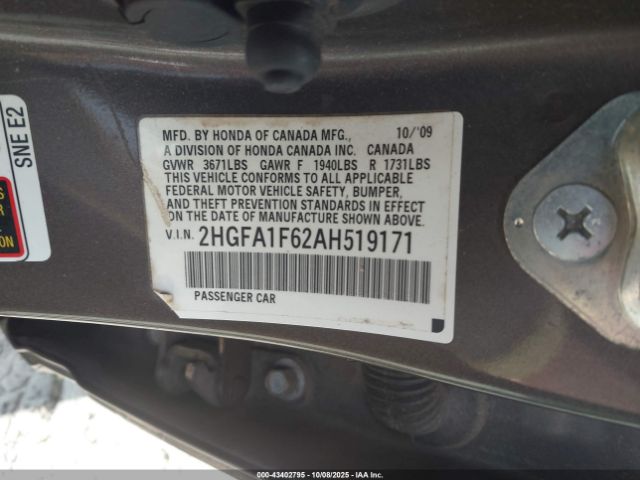 MFD. BY HONDA OF CANADA MFG., 10/'09
A DIVISION OF HONDA CANADA INC. CANADA
GVWR 3671LBS GAWR F 1940LBS R 1731LBS
THIS VEHICLE CONFORMS TO ALL APPLICABLE
FEDERAL MOTOR VEHICLE SAFETY, BUMPER,
AND THEFT PREVENTION STANDARDS IN EFFECT
ON THE DATE OF MANUFACTURE SHOWN ABOVE.
V.I.N. 2HGFA1F62AH519171
PASSENGER CAR
SNE E2
000-43402795 - 10/08/2025 - IAA Inc.